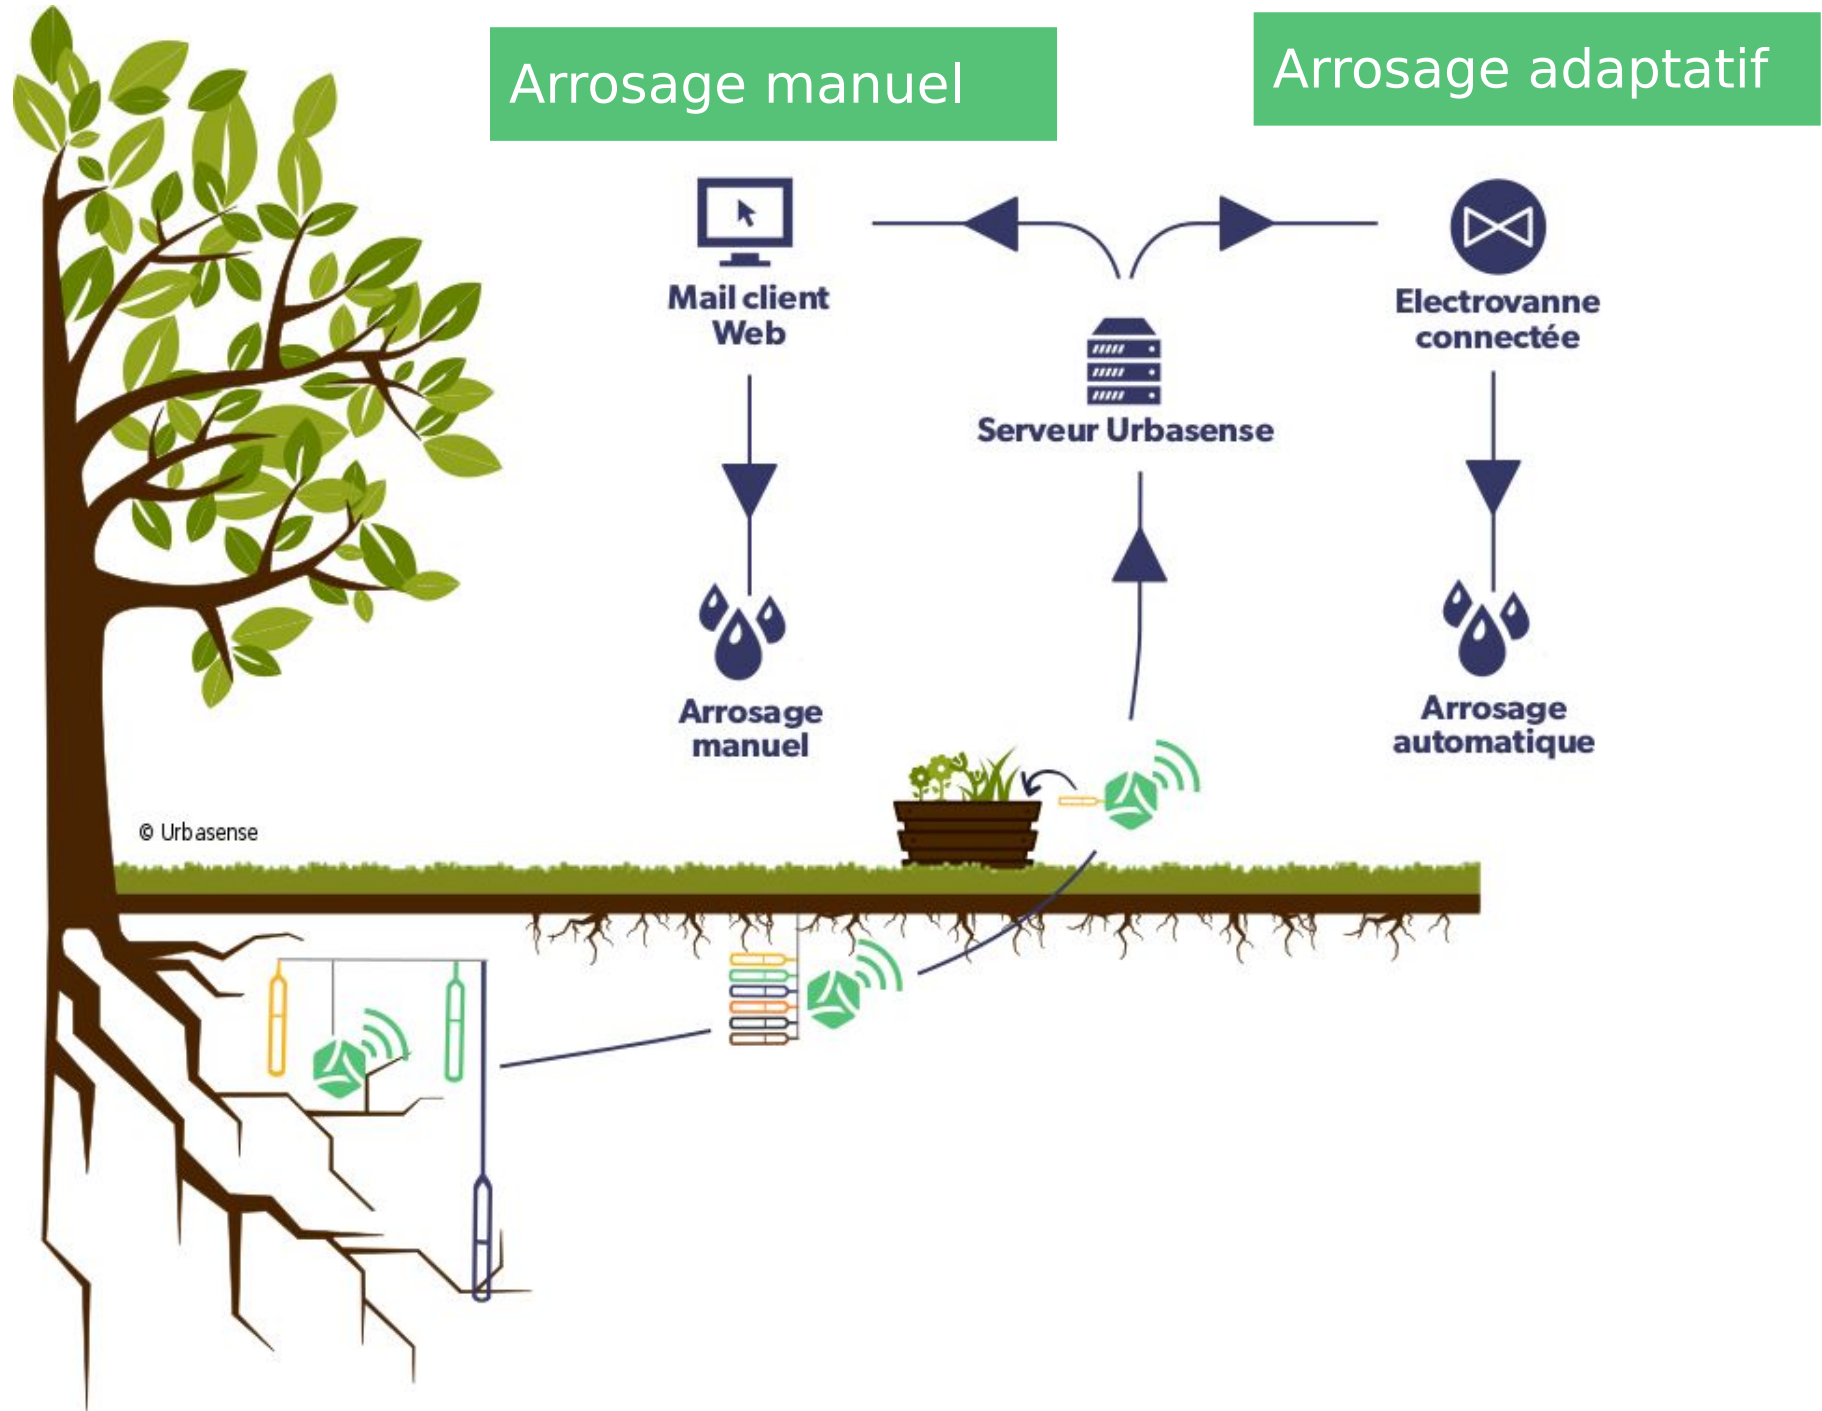 Arrosage manuel
Arrosage adaptatif
Mail client
Web
Electrovanne
connectée
Serveur Urbasense
Arrosage
manuel
Arrosage
automatique
© Urbasense